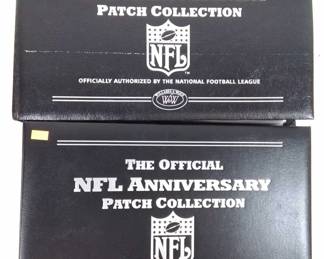 PATCH COLLECTION
NFL
OFFICIALLY AUTHORIZED BY THE NATIONAL FOOTBALL LEAGUE
THE OFFICIAL
NFL ANNIVERSARY
PATCH COLLECTION
NFL